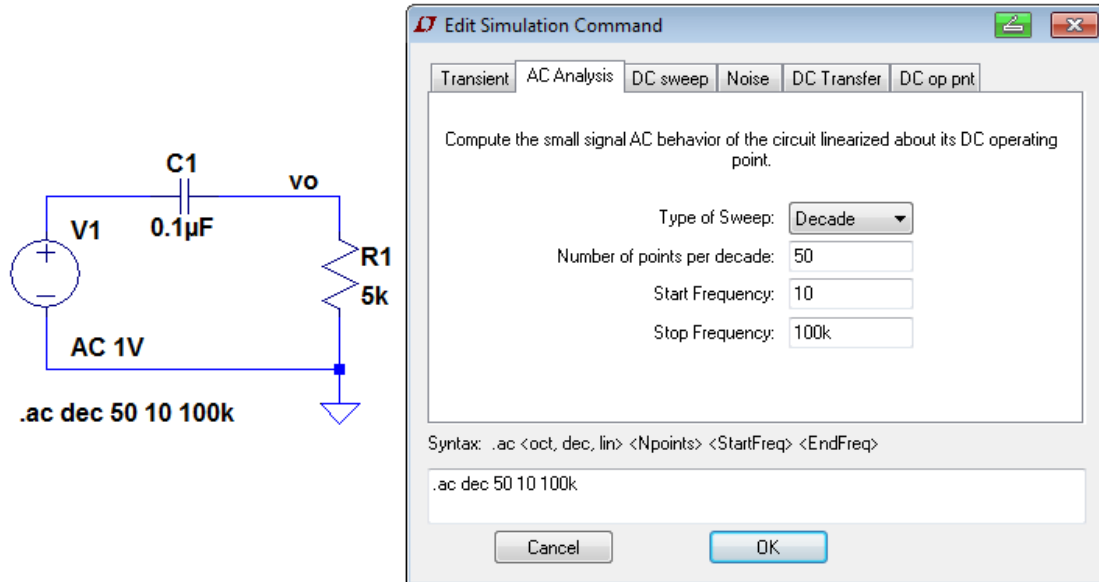 C1
vo
V1
0.1µF
R1
5k
AC 1V
.ac dec 50 10 100k
Edit Simulation Command
Transient AC Analysis DC sweep Noise DC Transfer DC op pnt
Compute the small signal AC behavior of the circuit linearized about its DC operating
point.
Type of Sweep: Decade
Number of points per decade: 50
Start Frequency: 10
Stop Frequency: 100k
Syntax: .ac <oct, dec, lin> <Npoints> <StartFreq> <EndFreq>
.ac dec 50 10 100k
Cancel OK